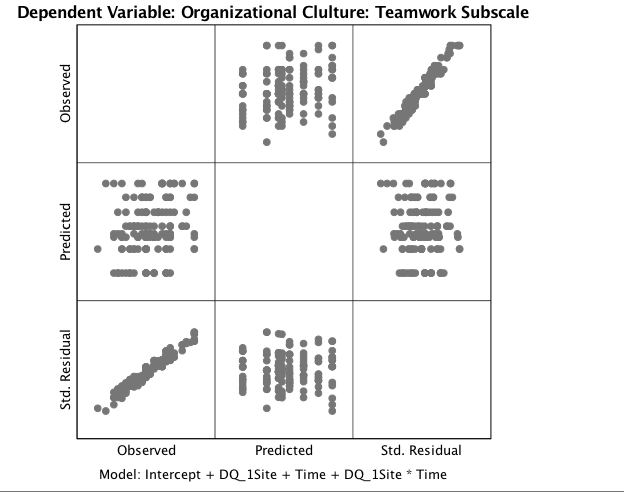 Dependent Variable: Organizational Clulture: Teamwork Subscale
Observed
Predicted
Std. Residual
Observed Predicted Std. Residual
Model: Intercept + DQ_1Site + Time + DQ_1Site * Time